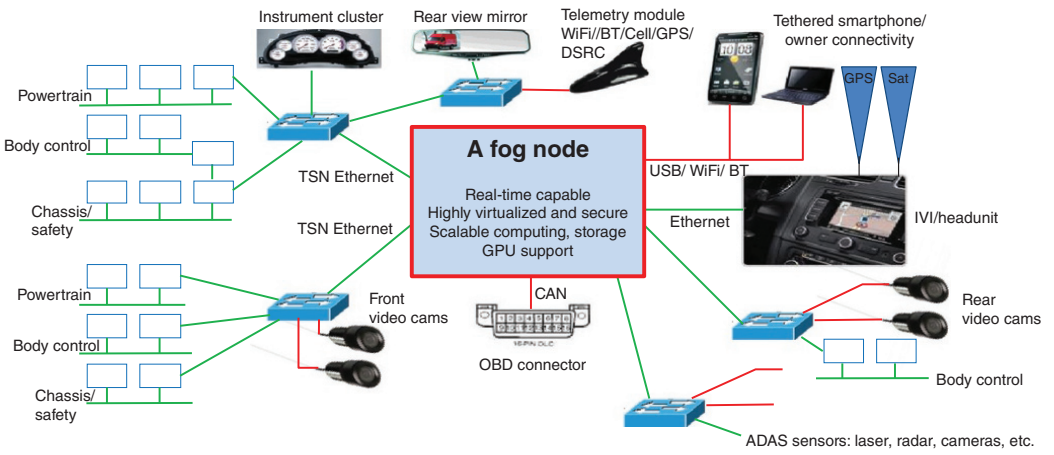 Instrument cluster
Rear view mirror
Telemetry module
WiFi//BT/Cell/GPS/
DSRC
Tethered smartphone/
owner connectivity
GPS
Sat
Powertrain
Body control
Chassis/
safety
TSN Ethernet
TSN Ethernet
A fog node
Real-time capable
Highly virtualized and secure
Scalable computing, storage
GPU support
USB/ WiFi/ BT
Ethernet
IVI/headunit
Powertrain
Body control
Chassis/
safety
Front
video cams
CAN
16-PIN DLC
OBD connector
Rear
video cams
Body control
ADAS sensors: laser, radar, cameras, etc.